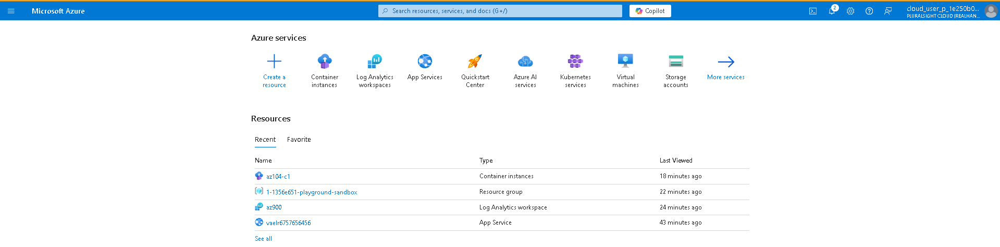 Microsoft Azure
Search resources, services, and docs (G+/)
Copilot
2
cloud_user_p_1e250b0...
PLURALSIGHT CLOUD (REALHAN...
Azure services
Create a
resource
Container
instances
Log Analytics
workspaces
App Services
Quickstart
Center
Azure AI
services
Kubernetes
services
Virtual
machines
Storage
accounts
More services
Resources
Recent Favorite
Name Type Last Viewed
az104-c1 Container instances 18 minutes ago
1-1356e651-playground-sandbox Resource group 22 minutes ago
az900 Log Analytics workspace 24 minutes ago
vaelr6757656456 App Service 43 minutes ago
See all